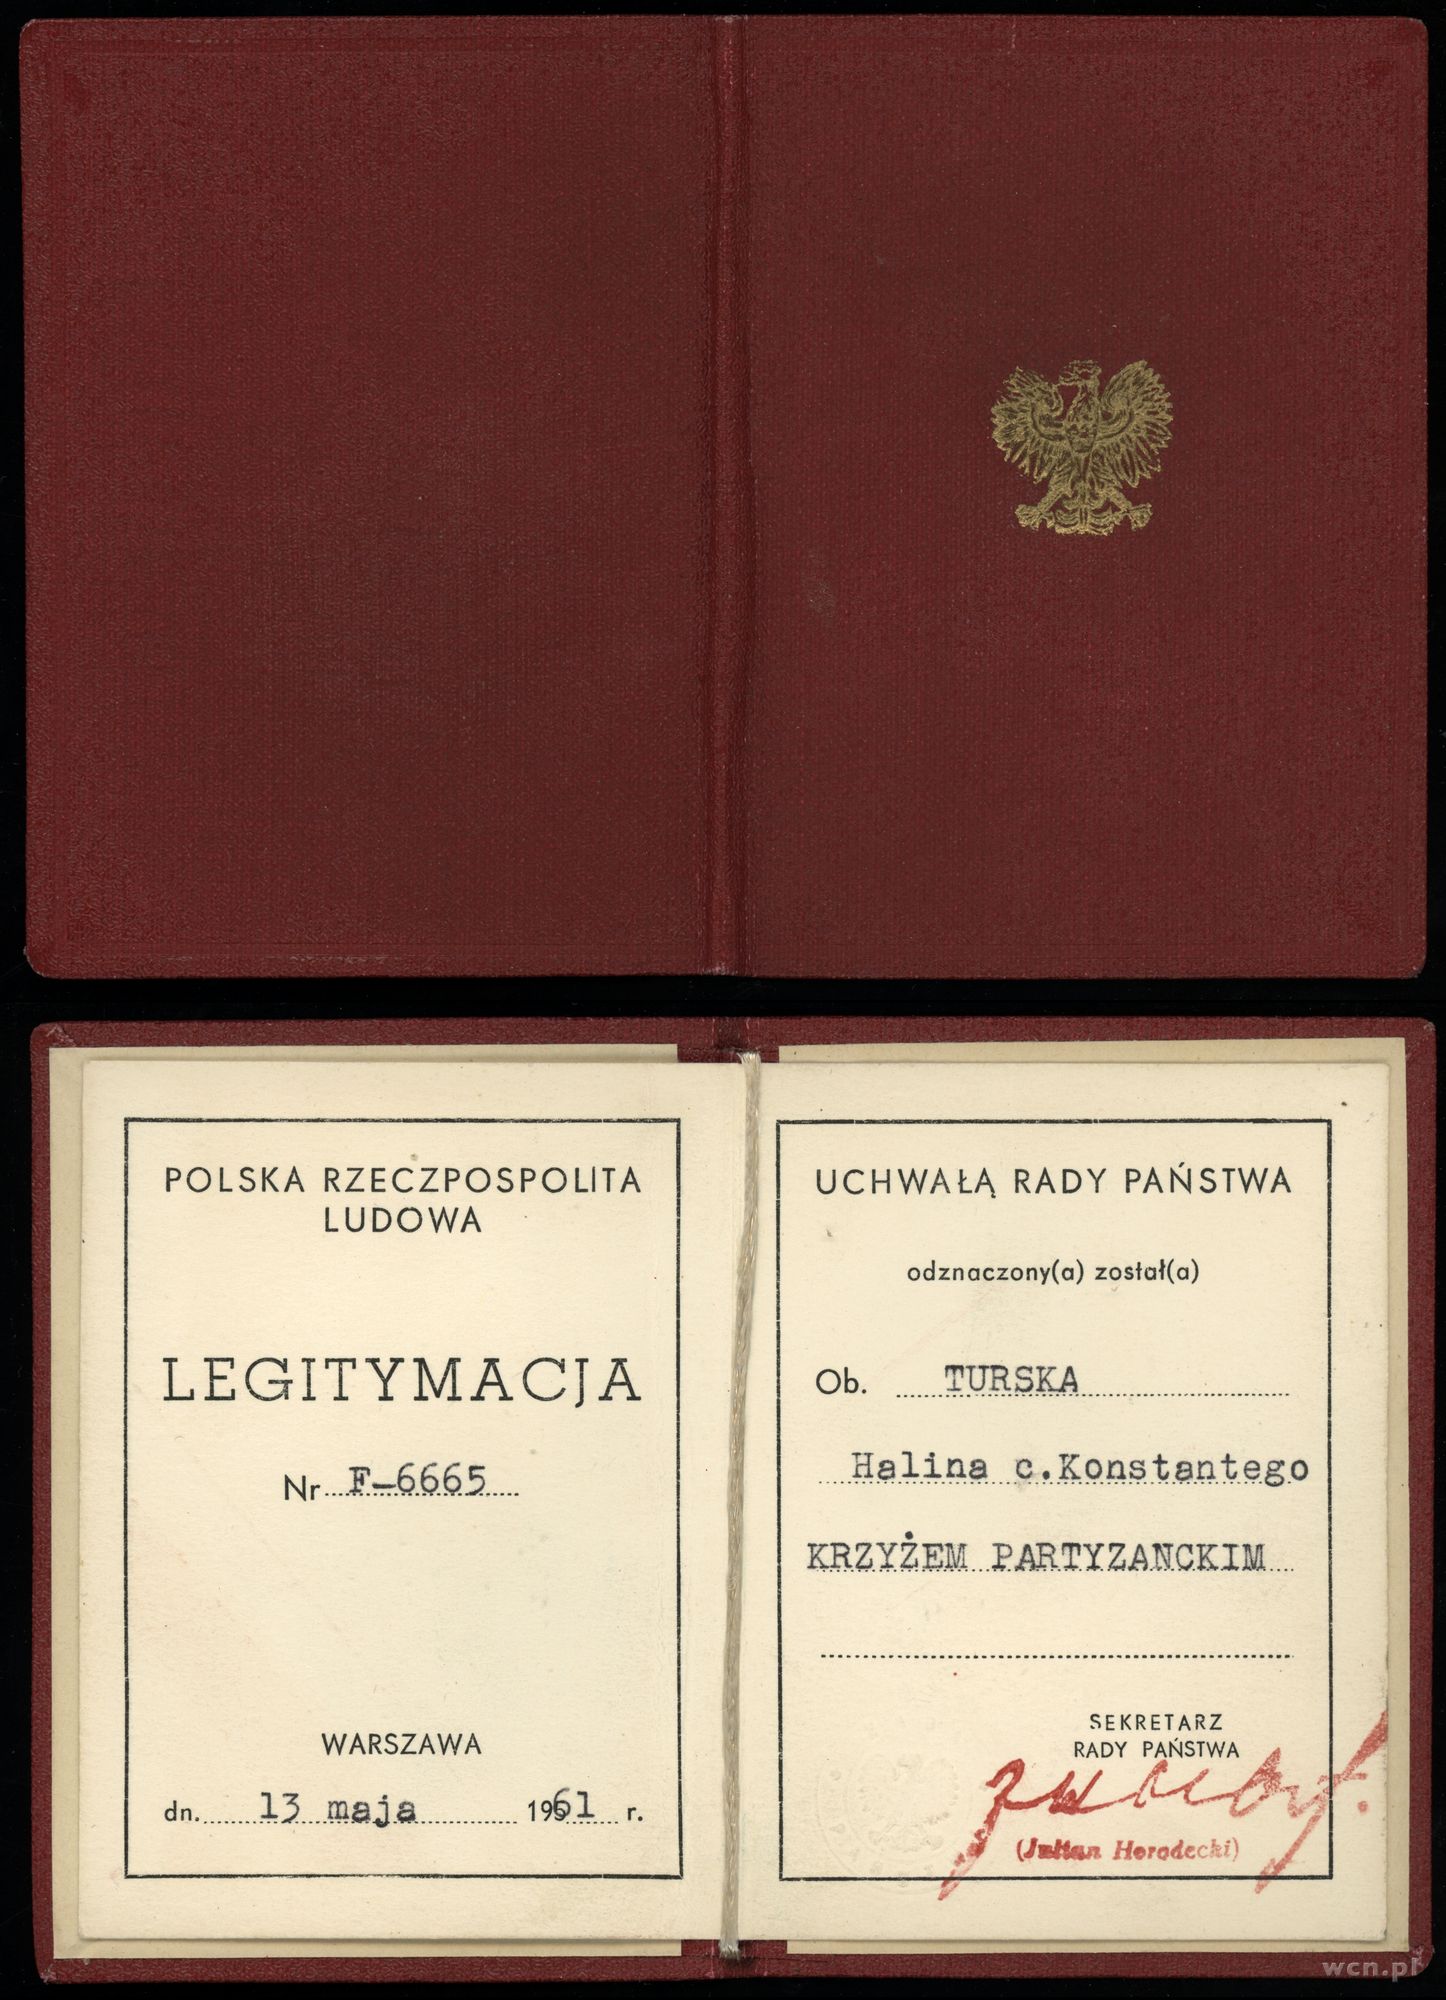 POLSKA RZECZPOSPOLITA
LUDOWA
LEGITYMACJA
Nr F-6665
WARSZAWA
dn. 13 maja 1961 r.
UCHWAŁĄ RADY PAŃSTWA
odznaczony(a) został(a)
Ob. TURSKA
Halina c.Konstantego
KRZYŻEM PARTYZANCKIM
SEKRETARZ
RADY PAŃSTWA
(Julian Horodecki)
wcn.pl